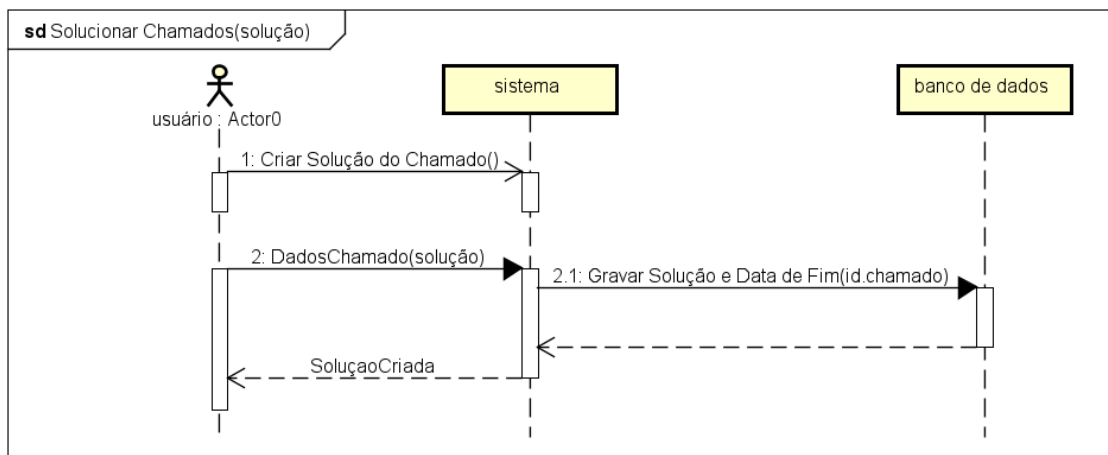 sd Solucionar Chamados(solução)
usuário : Actor0
sistema
banco de dados
1: Criar Solução do Chamado()
2: DadosChamado(solução)
2.1: Gravar Solução e Data de Fim(id.chamado)
SoluçaoCriada